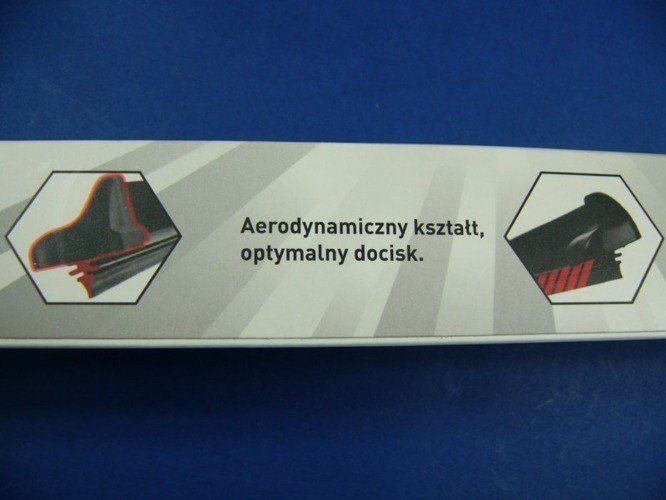 Aerodynamiczny kształt,
optymalny docisk.